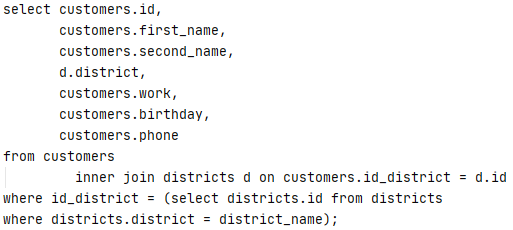 select customers.id,
       customers.first_name,
       customers.second_name,
       d.district,
       customers.work,
       customers.birthday,
       customers.phone
from customers
         inner join districts d on customers.id_district = d.id
where id_district = (select districts.id from districts
where districts.district = district_name);